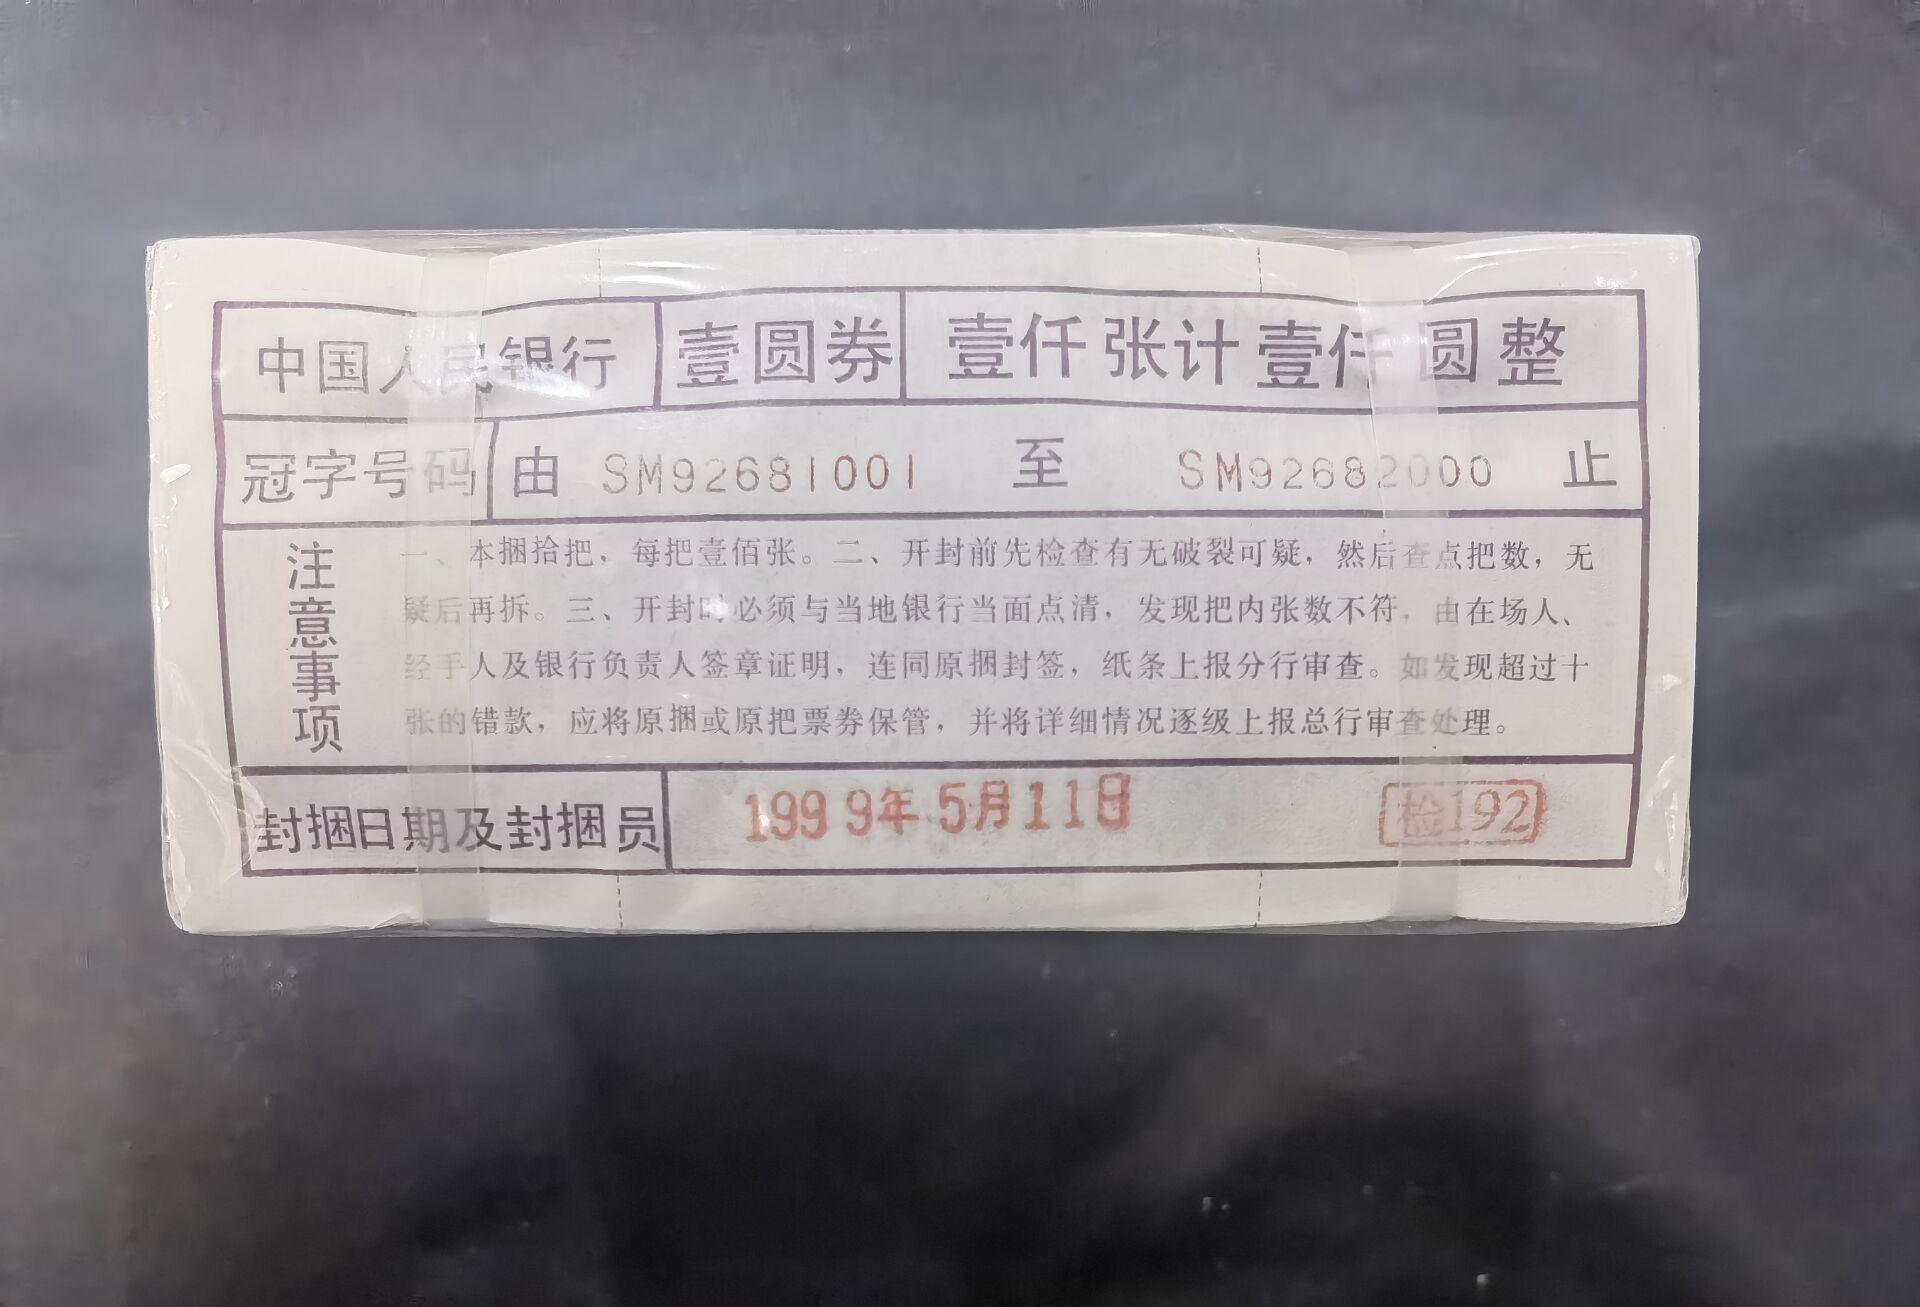 中国人民银行 壹圆券 壹仟张计壹仟圆整
冠字号码 由 SM92681001 至 SM92682000 止
注意事项
一、本捆拾把，每把壹佰张。二、开封前先检查有无破裂可疑，然后查点把数，无
疑后再拆。三、开封时必须与当地银行当面点清，发现把内张数不符，由在场人、
经手人及银行负责人签章证明，连同原捆封签，纸条上报分行审查。如发现超过十
张的错款，应将原捆或原把票券保管，并将详细情况逐级上报总行审查处理。
封捆日期及封捆员 1999年5月11日 检192